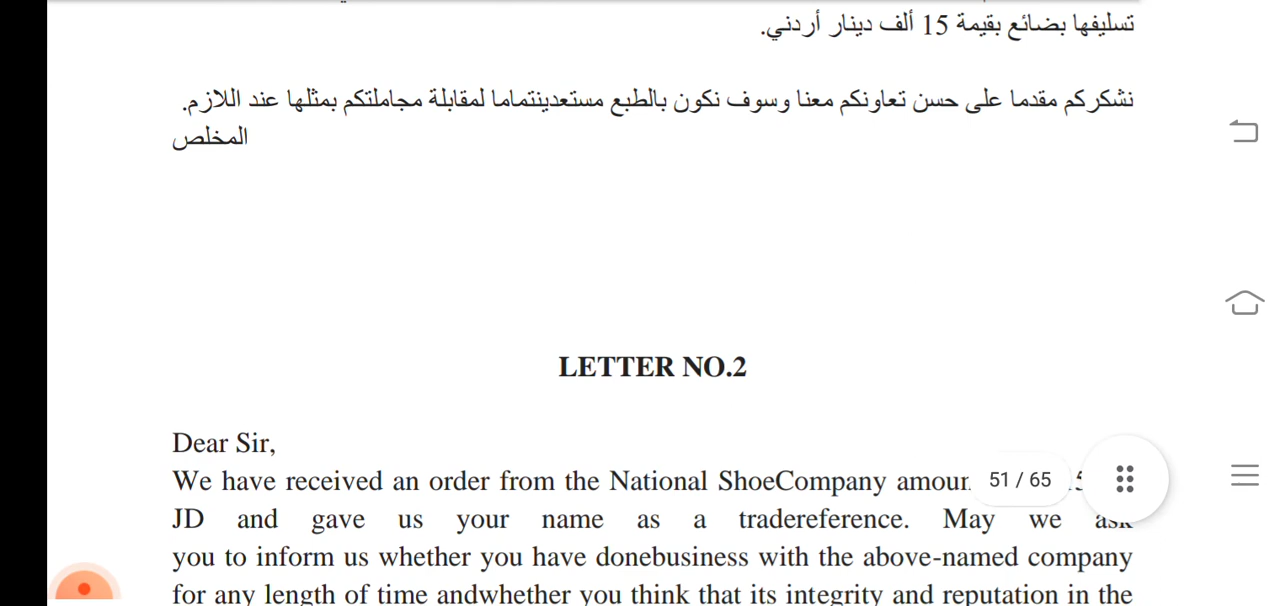 تسليفها بضائع بقيمة 15 ألف دينار أردني.
نشكركم مقدما على حسن تعاونكم معنا وسوف نكون بالطبع مستعدينتماما لمقابلة مجاملتكم بمثلها عند اللازم.
المخلص
LETTER NO.2
Dear Sir,
We have received an order from the National ShoeCompany
51 / 65
JD and gave us your name as a tradereference. May we ask
you to inform us whether you have donebusiness with the above-named company
for any length of time andwhether you think that its integrity and reputation in the